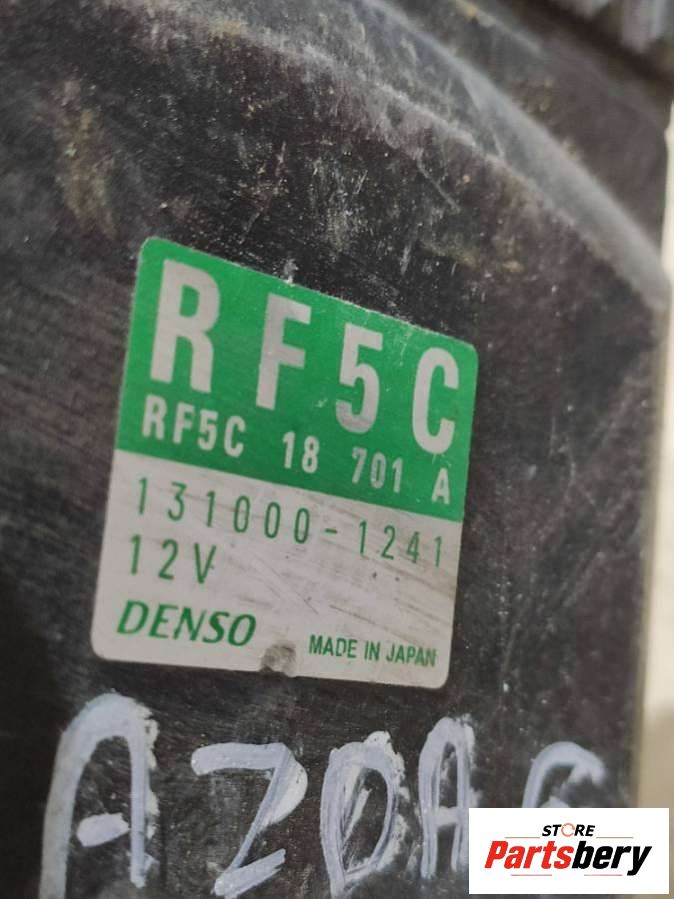 RF5C
RF5C 18 701 A
131000-1241
12V
DENSO
MADE IN JAPAN
STORE
Partsbery